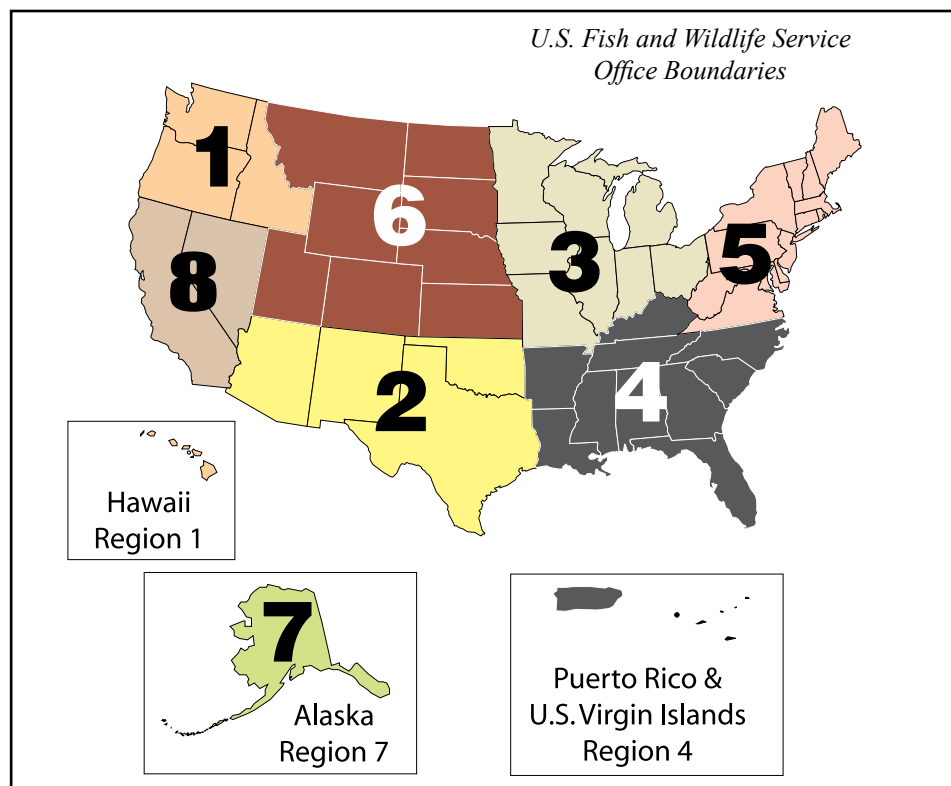 U.S. Fish and Wildlife Service
Office Boundaries
1
6
3
5
8
2
4
Hawaii
Region 1
7
Alaska
Region 7
Puerto Rico &
U.S. Virgin Islands
Region 4